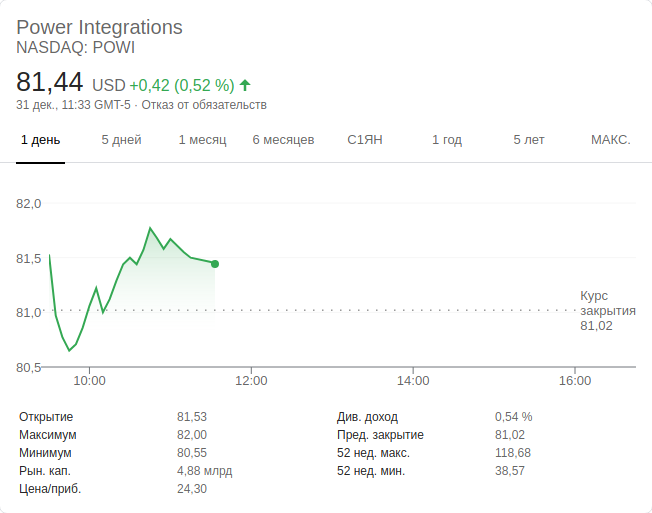 Power Integrations
NASDAQ: POWI
81,44 USD +0,42 (0,52 %)
31 дек., 11:33 GMT-5 · Отказ от обязательств
1 день 5 дней 1 месяц 6 месяцев С1ЯН 1 год 5 лет МАКС.
82,0
81,5
81,0
80,5
Курс
закрытия
81,02
10:00 12:00 14:00 16:00
Открытие 81,53 Див. доход 0,54 %
Максимум 82,00 Пред. закрытие 81,02
Минимум 80,55 52 нед. макс. 118,68
Рын. кап. 4,88 млрд 52 нед. мин. 38,57
Цена/приб. 24,30